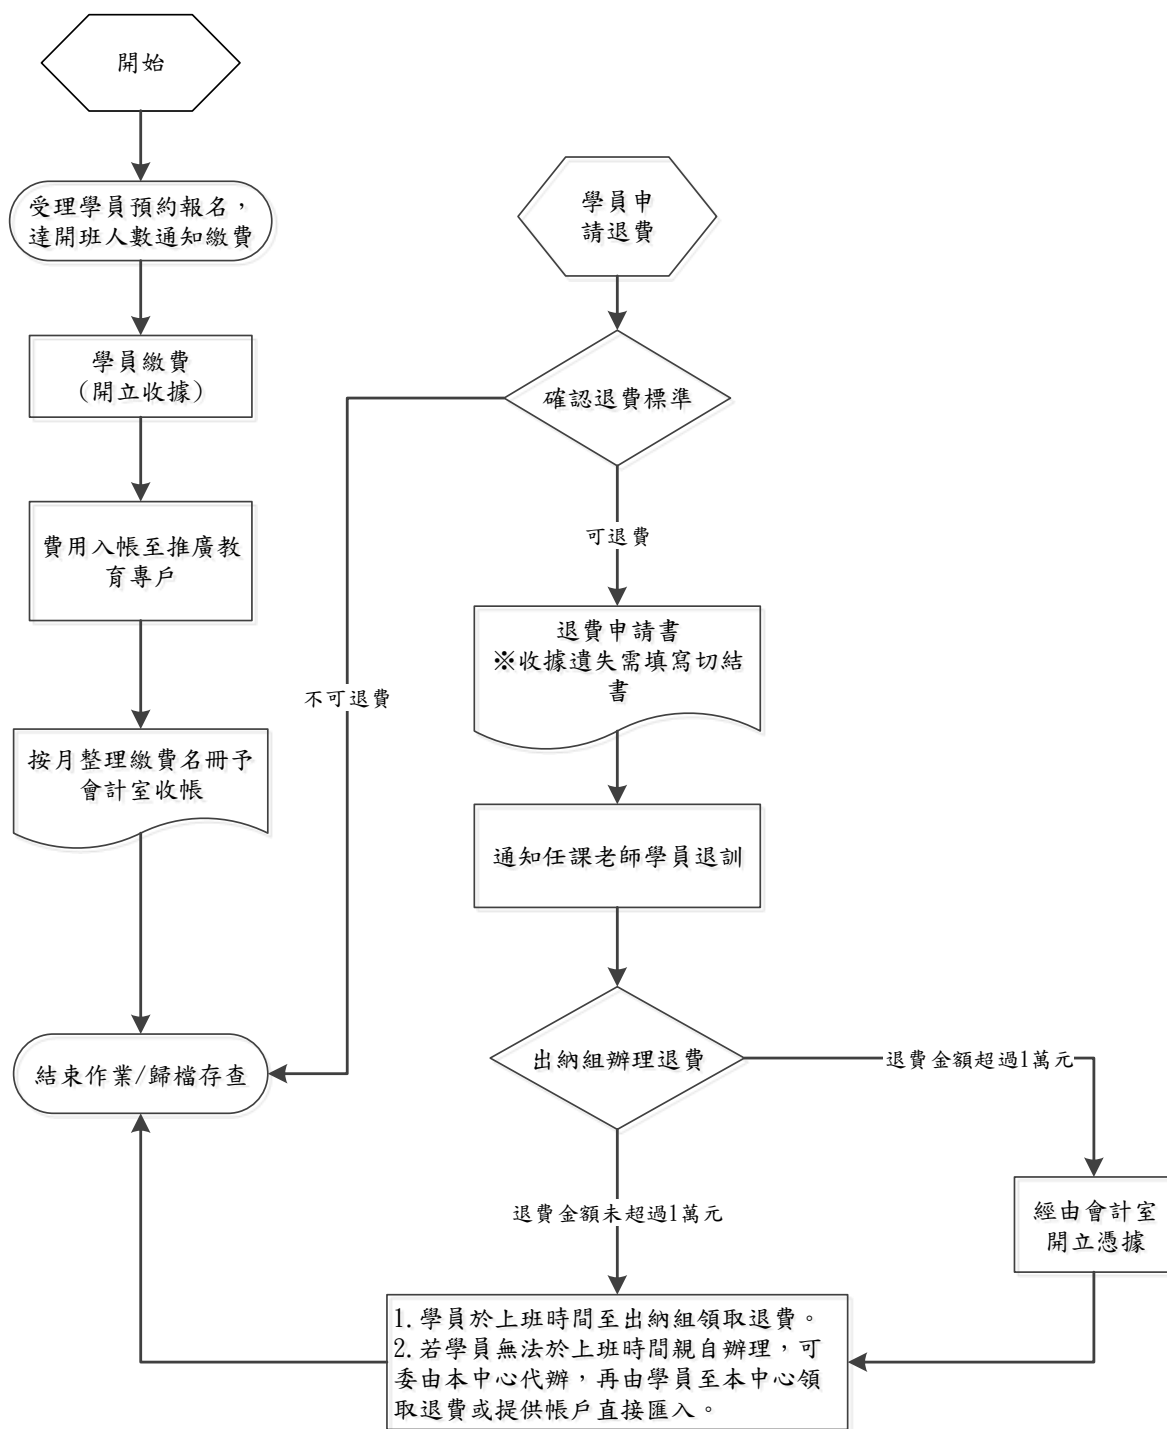 開始
受理學員預約報名，
達開班人數通知繳費
學員繳費
（開立收據）
費用入帳至推廣教
育專戶
按月整理繳費名冊予
會計室收帳
結束作業/歸檔存查
學員申
請退費
確認退費標準
不可退費
可退費
退費申請書
※收據遺失需填寫切結
書
通知任課老師學員退訓
出納組辦理退費
退費金額超過1萬元
退費金額未超過1萬元
經由會計室
開立憑據
1.學員於上班時間至出納組領取退費。
2.若學員無法於上班時間親自辦理，可
委由本中心代辦，再由學員至本中心領
取退費或提供帳戶直接匯入。